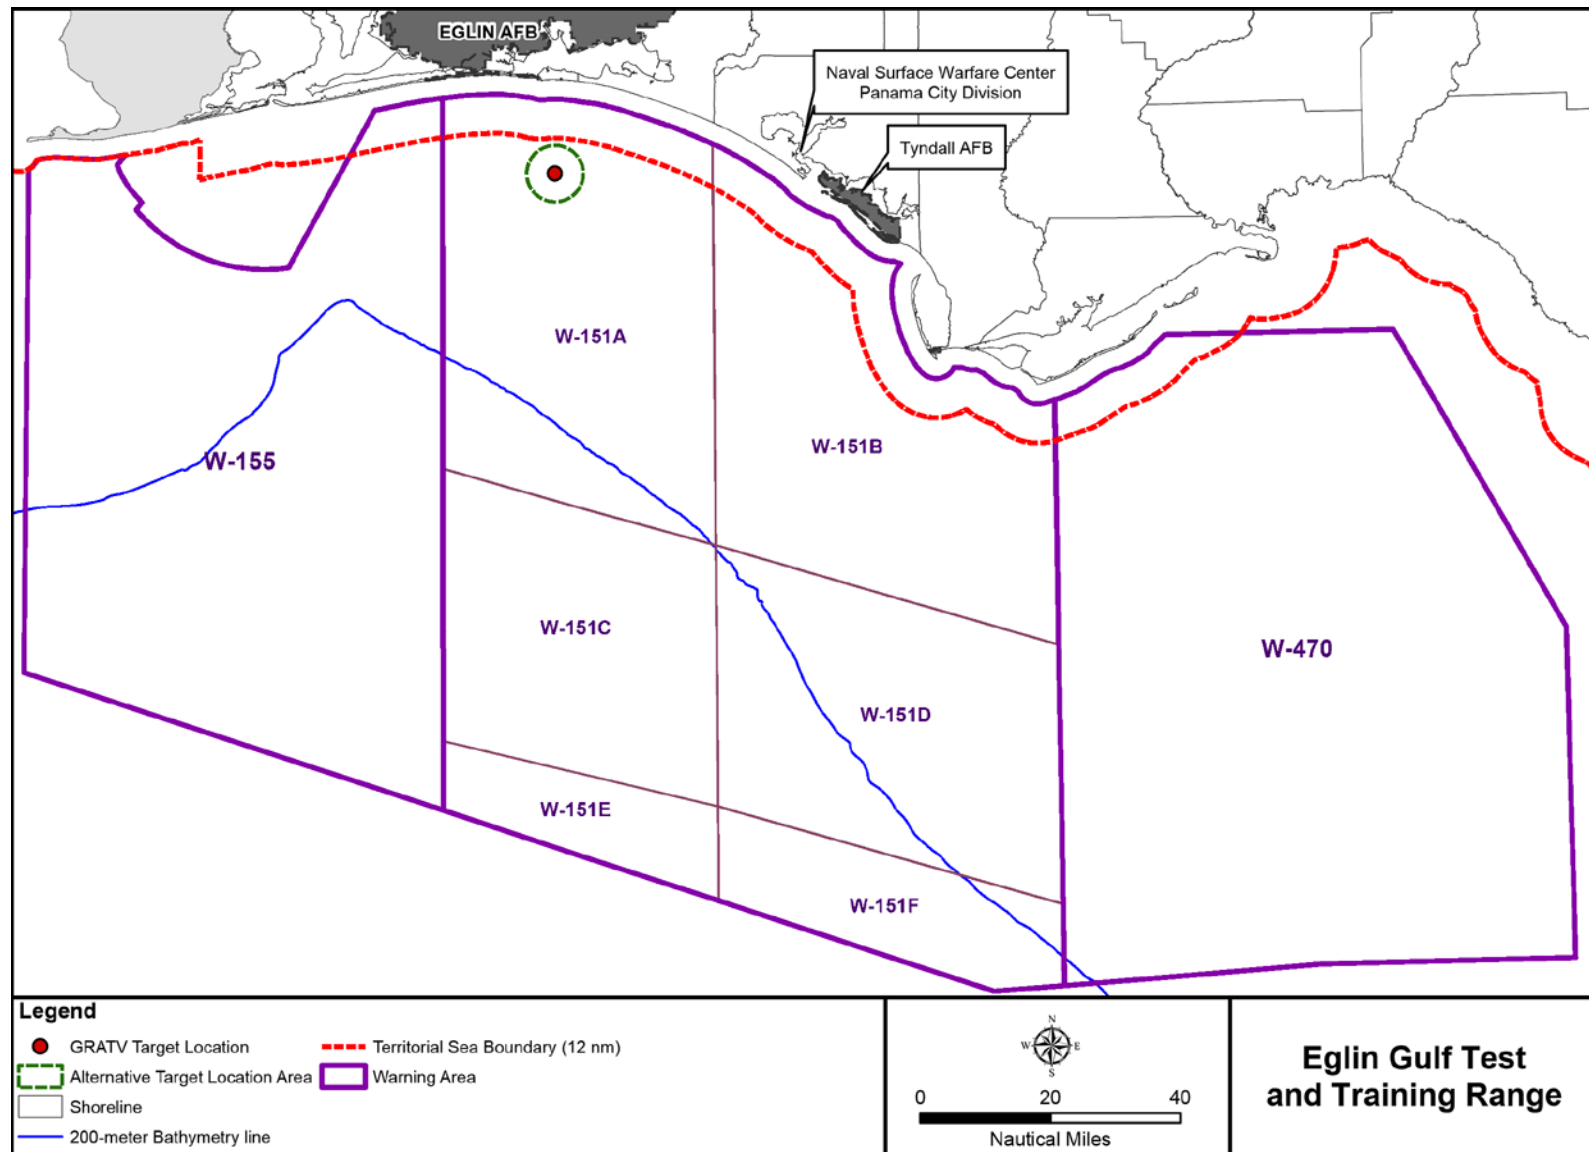 EGLIN AFB
Naval Surface Warfare Center
Panama City Division
Tyndall AFB
W-151A
W-151B
W-155
W-151C
W-470
W-151D
W-151E
W-151F
Legend
GRATV Target Location
Territorial Sea Boundary (12 nm)
Alternative Target Location Area
Warning Area
Shoreline
200-meter Bathymetry line
N
W
E
S
0 20 40
Nautical Miles
Eglin Gulf Test
and Training Range